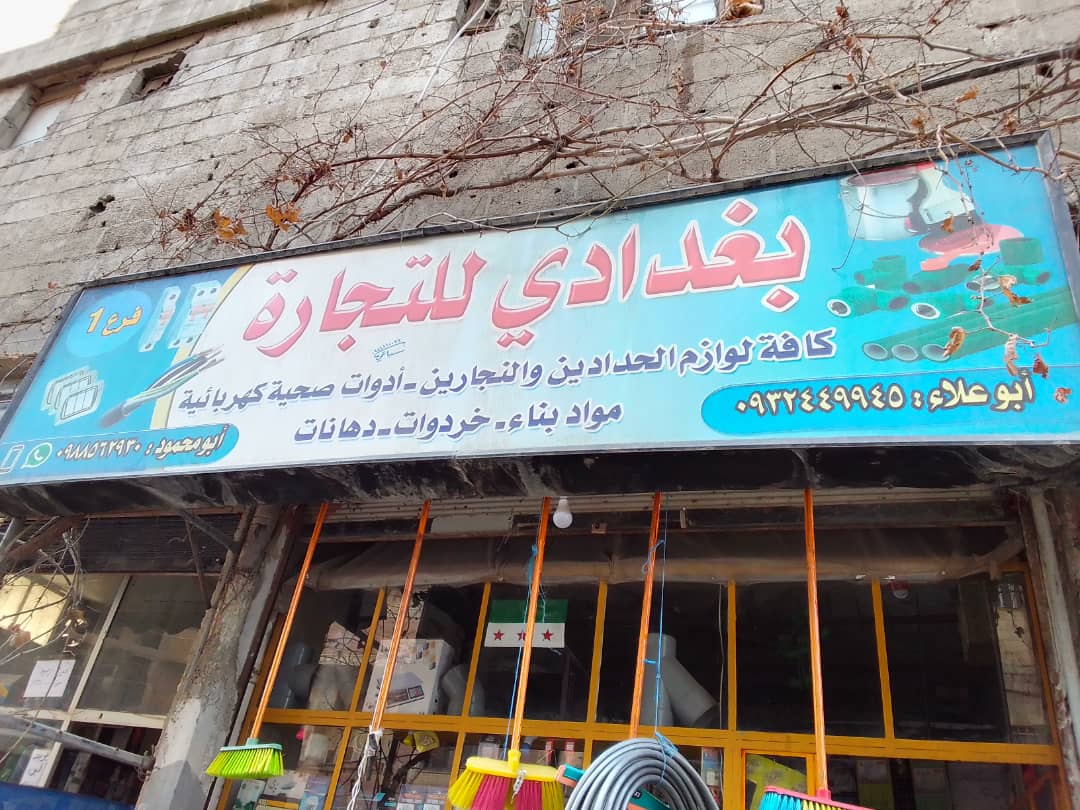 بغدادي للتجارة
فرع 1
كافة لوازم الحدادين والنجارين - أدوات صحية كهربائية
مواد بناء - خردوات - دهانات
أبو علاء : ٠٩٣٢٤٤٩٩٤٥
أبو محمود : ٠٩٨٨٥٦٢٩٣٠